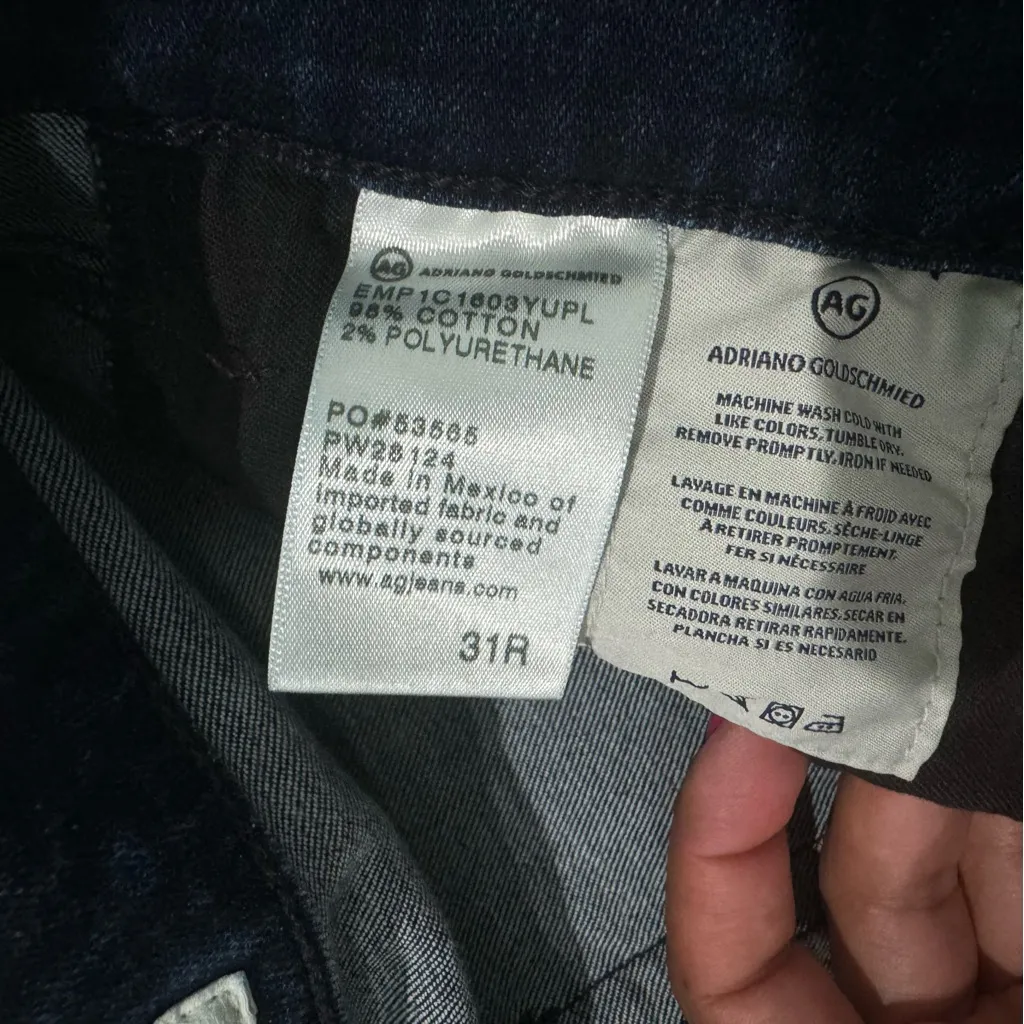 AG ADRIANO GOLDSCHMIED
EMP1C1603YUPL
98% COTTON
2% POLYURETHANE
PO#53565
PW28124
Made in Mexico of
imported fabric and
globally sourced
components
www.agjeans.com
31R
AG
ADRIANO GOLDSCHMIED
MACHINE WASH COLD WITH
LIKE COLORS, TUMBLE DRY.
REMOVE PROMPTLY, IRON IF NEEDED
LAVAGE EN MACHINE À FROID AVEC
COMME COULEURS. SÈCHE-LINGE
À RETIRER PROMPTEMENT.
FER SI NÉCESSAIRE
LAVAR A MAQUINA CON AGUA FRIA.
CON COLORES SIMILARES. SECAR EN
SECADORA RETIRAR RAPIDAMENTE.
PLANCHA SI ES NECESARIO